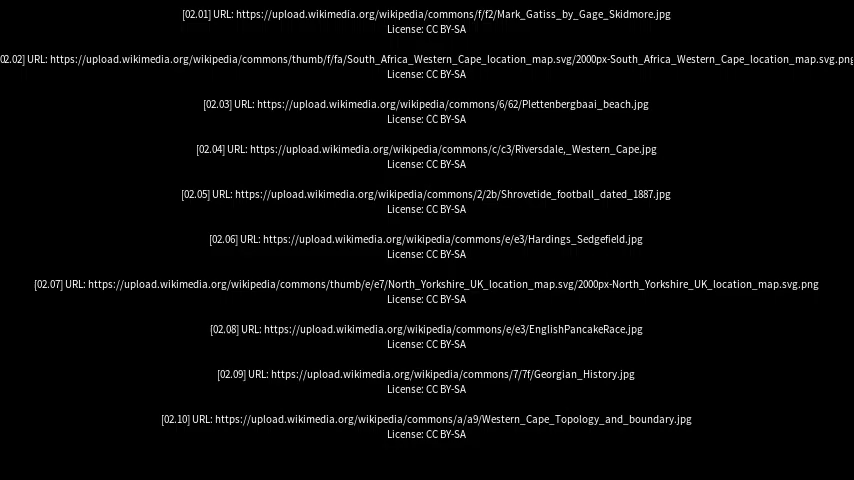 [02.01] URL: https://upload.wikimedia.org/wikipedia/commons/f/f2/Mark_Gatiss_by_Gage_Skidmore.jpg
License: CC BY-SA
02.02] URL: https://upload.wikimedia.org/wikipedia/commons/thumb/f/fa/South_Africa_Western_Cape_location_map.svg/2000px-South_Africa_Western_Cape_location_map.svg.png
License: CC BY-SA
[02.03] URL: https://upload.wikimedia.org/wikipedia/commons/6/62/Plettenbergbaai_beach.jpg
License: CC BY-SA
[02.04] URL: https://upload.wikimedia.org/wikipedia/commons/c/c3/Riversdale,_Western_Cape.jpg
License: CC BY-SA
[02.05] URL: https://upload.wikimedia.org/wikipedia/commons/2/2b/Shrovetide_football_dated_1887.jpg
License: CC BY-SA
[02.06] URL: https://upload.wikimedia.org/wikipedia/commons/e/e3/Hardings_Sedgefield.jpg
License: CC BY-SA
[02.07] URL: https://upload.wikimedia.org/wikipedia/commons/thumb/e/e7/North_Yorkshire_UK_location_map.svg/2000px-North_Yorkshire_UK_location_map.svg.png
License: CC BY-SA
[02.08] URL: https://upload.wikimedia.org/wikipedia/commons/e/e3/EnglishPancakeRace.jpg
License: CC BY-SA
[02.09] URL: https://upload.wikimedia.org/wikipedia/commons/7/7f/Georgian_History.jpg
License: CC BY-SA
[02.10] URL: https://upload.wikimedia.org/wikipedia/commons/a/a9/Western_Cape_Topology_and_boundary.jpg
License: CC BY-SA